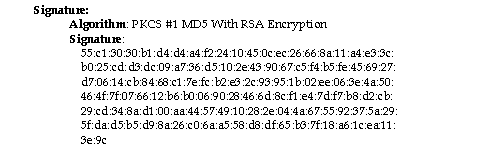 Signature:
Algorithm: PKCS #1 MD5 With RSA Encryption
Signature:
55:c1:30:30:b1:d4:d4:a4:f2:24:10:45:0c:ec:26:66:8a:11:a4:e3:3c:
b0:25:cd:d3:dc:09:a7:36:d5:10:2e:43:90:67:c5:f4:b5:fe:45:69:27:
d7:06:14:cb:84:68:c1:7e:fc:b2:e3:2c:93:95:1b:02:ee:06:3e:4a:50:
46:4f:7f:07:66:12:b6:b0:06:90:28:46:6d:8c:f1:e4:7d:f7:b8:d2:cb:
29:cd:34:8a:d1:00:aa:44:57:49:10:28:2e:04:4a:67:55:92:37:5a:29:
5f:da:d5:b5:d9:8a:26:c0:6a:a5:58:d8:df:65:b3:7f:18:a6:1c:ea:11:
3e:9c